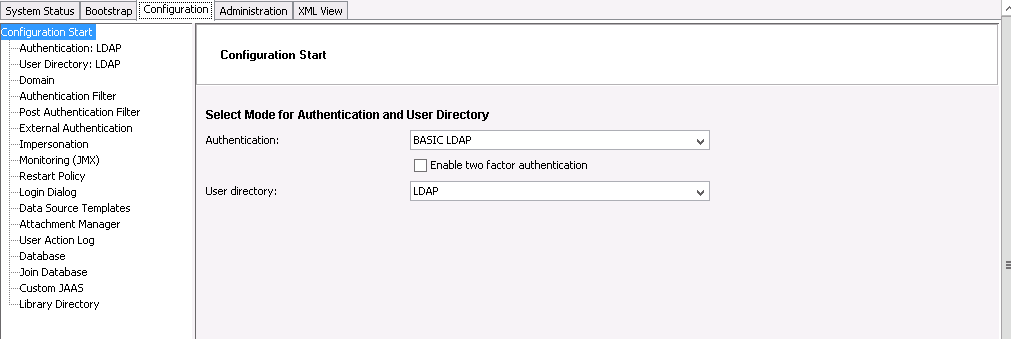 System Status Bootstrap Configuration Administration XML View
Configuration Start
Authentication: LDAP
User Directory: LDAP
Domain
Authentication Filter
Post Authentication Filter
External Authentication
Impersonation
Monitoring (JMX)
Restart Policy
Login Dialog
Data Source Templates
Attachment Manager
User Action Log
Database
Join Database
Custom JAAS
Library Directory
Configuration Start
Select Mode for Authentication and User Directory
Authentication: BASIC LDAP
Enable two factor authentication
User directory: LDAP